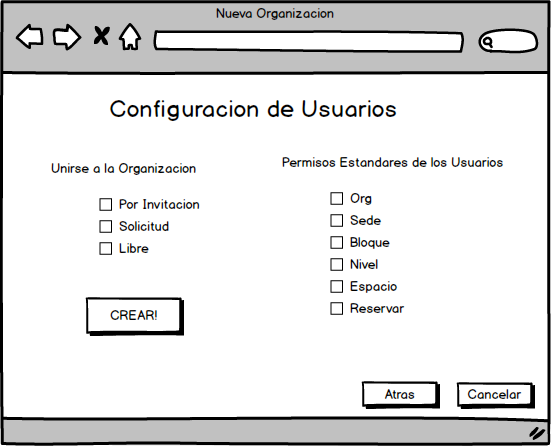 Nueva Organizacion
Configuracion de Usuarios
Unirse a la Organizacion
Por Invitacion
Solicitud
Libre
CREAR!
Permisos Estandares de los Usuarios
Org
Sede
Bloque
Nivel
Espacio
Reservar
Atras
Cancelar